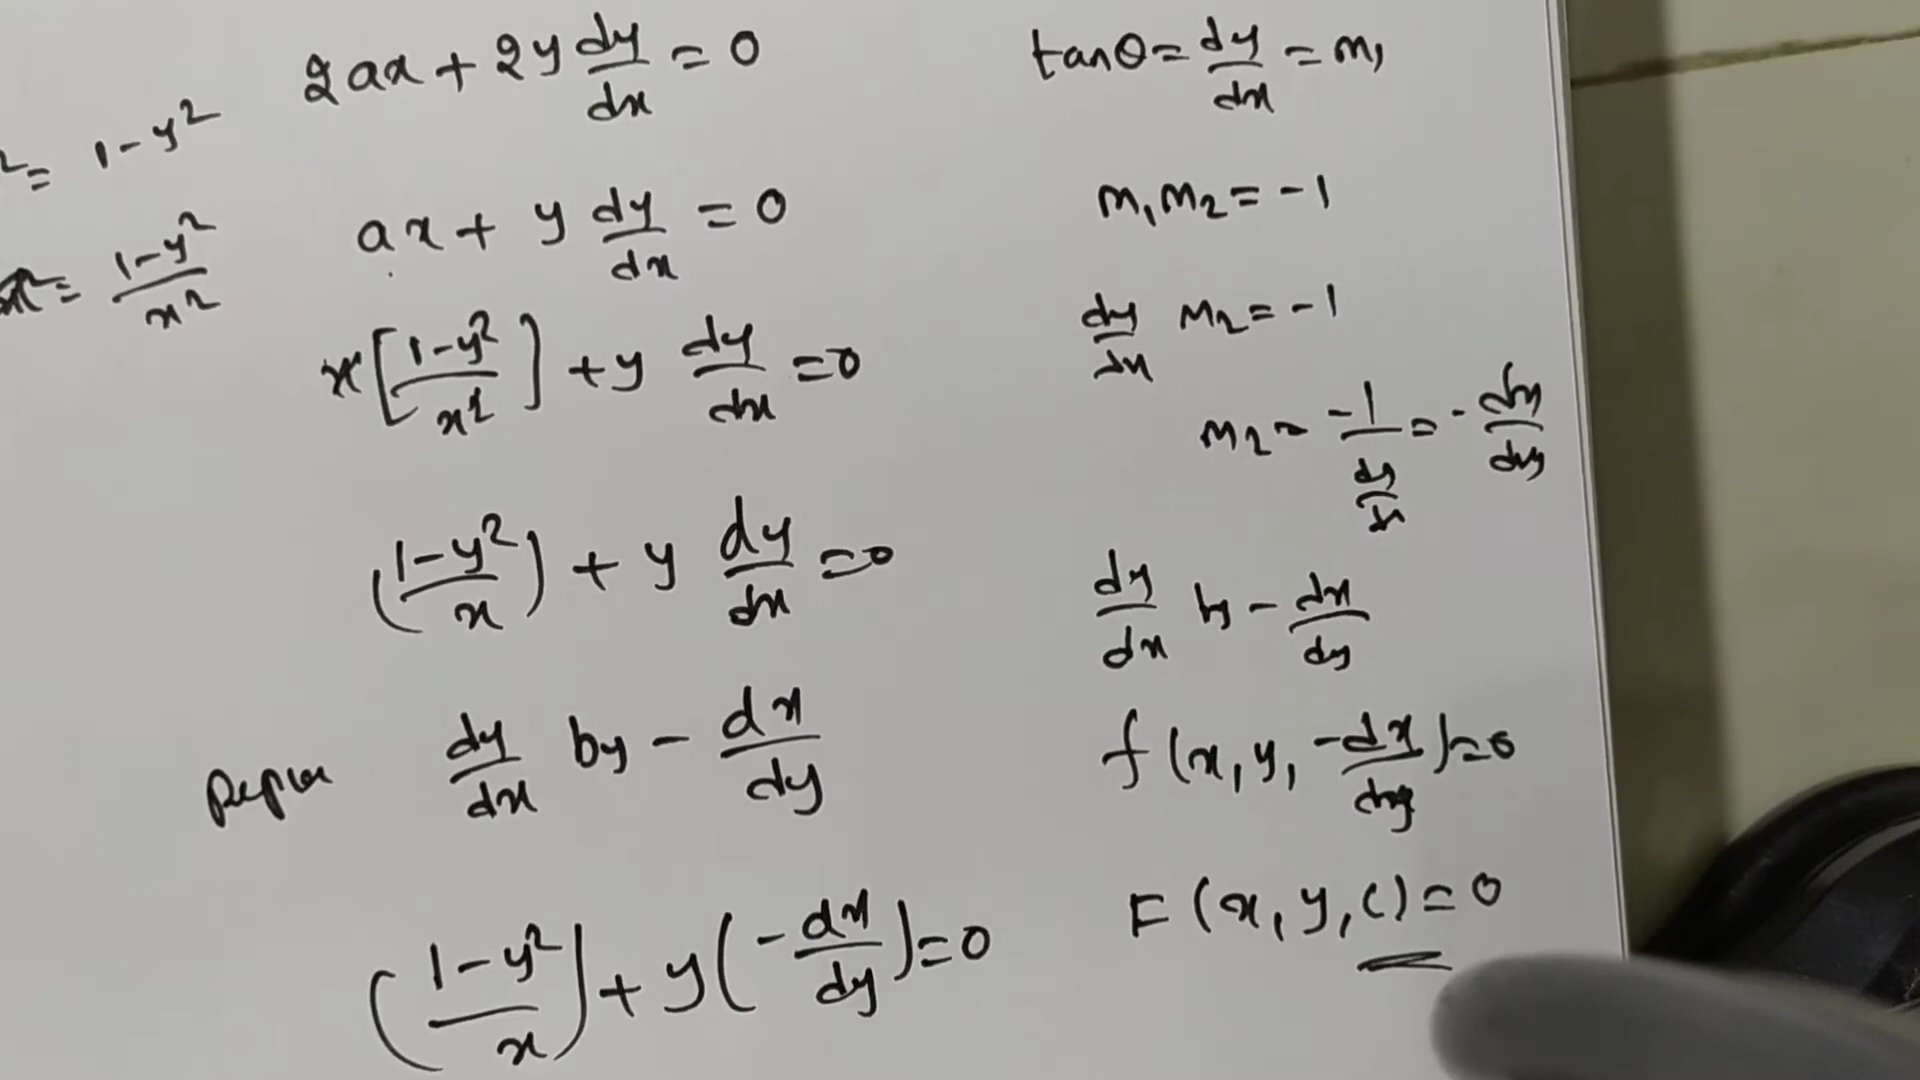 2ax + 2y dy/dx = 0
² = 1-y²
ax + y dy/dx = 0
= 1-y²/x²
x[1-y²/x²] + y dy/dx = 0
(1-y²/x) + y dy/dx = 0
dy/dx by - dx/dy
(1-y²/x) + y(-dx/dy) = 0
tanθ = dy/dx = m₁
m₁m₂ = -1
dy/dx m₂ = -1
m₂ = -1/(dy/dx) = -dx/dy
dy/dx by - dx/dy
f(x, y, -dx/dy) = 0
F(x, y, c) = 0